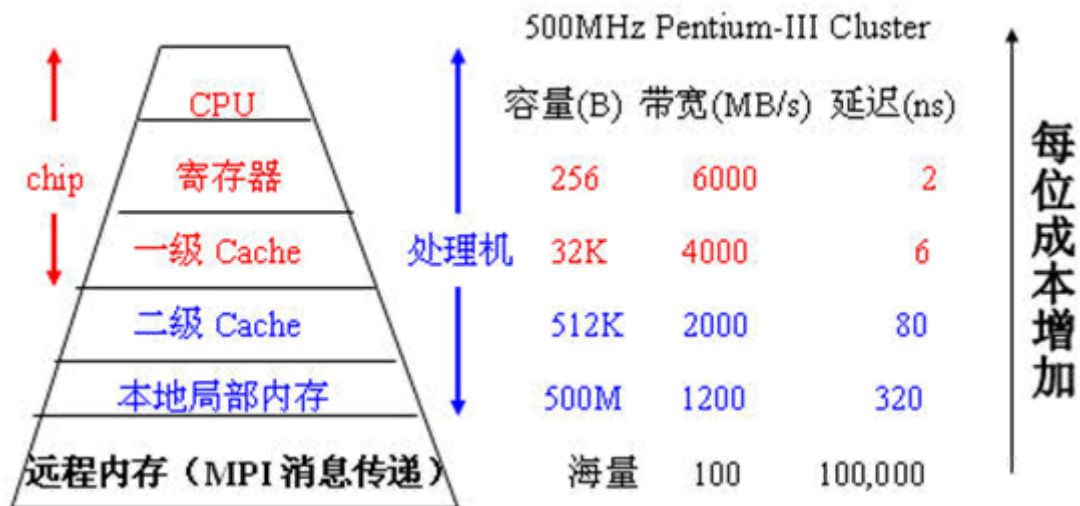 500MHz Pentium-III Cluster
CPU 容量(B) 带宽(MB/s) 延迟(ns)
chip 寄存器 256 6000 2
一级 Cache 处理机 32K 4000 6
二级 Cache 512K 2000 80
本地局部内存 500M 1200 320
远程内存（MPI 消息传递） 海量 100 100,000
每位成本增加